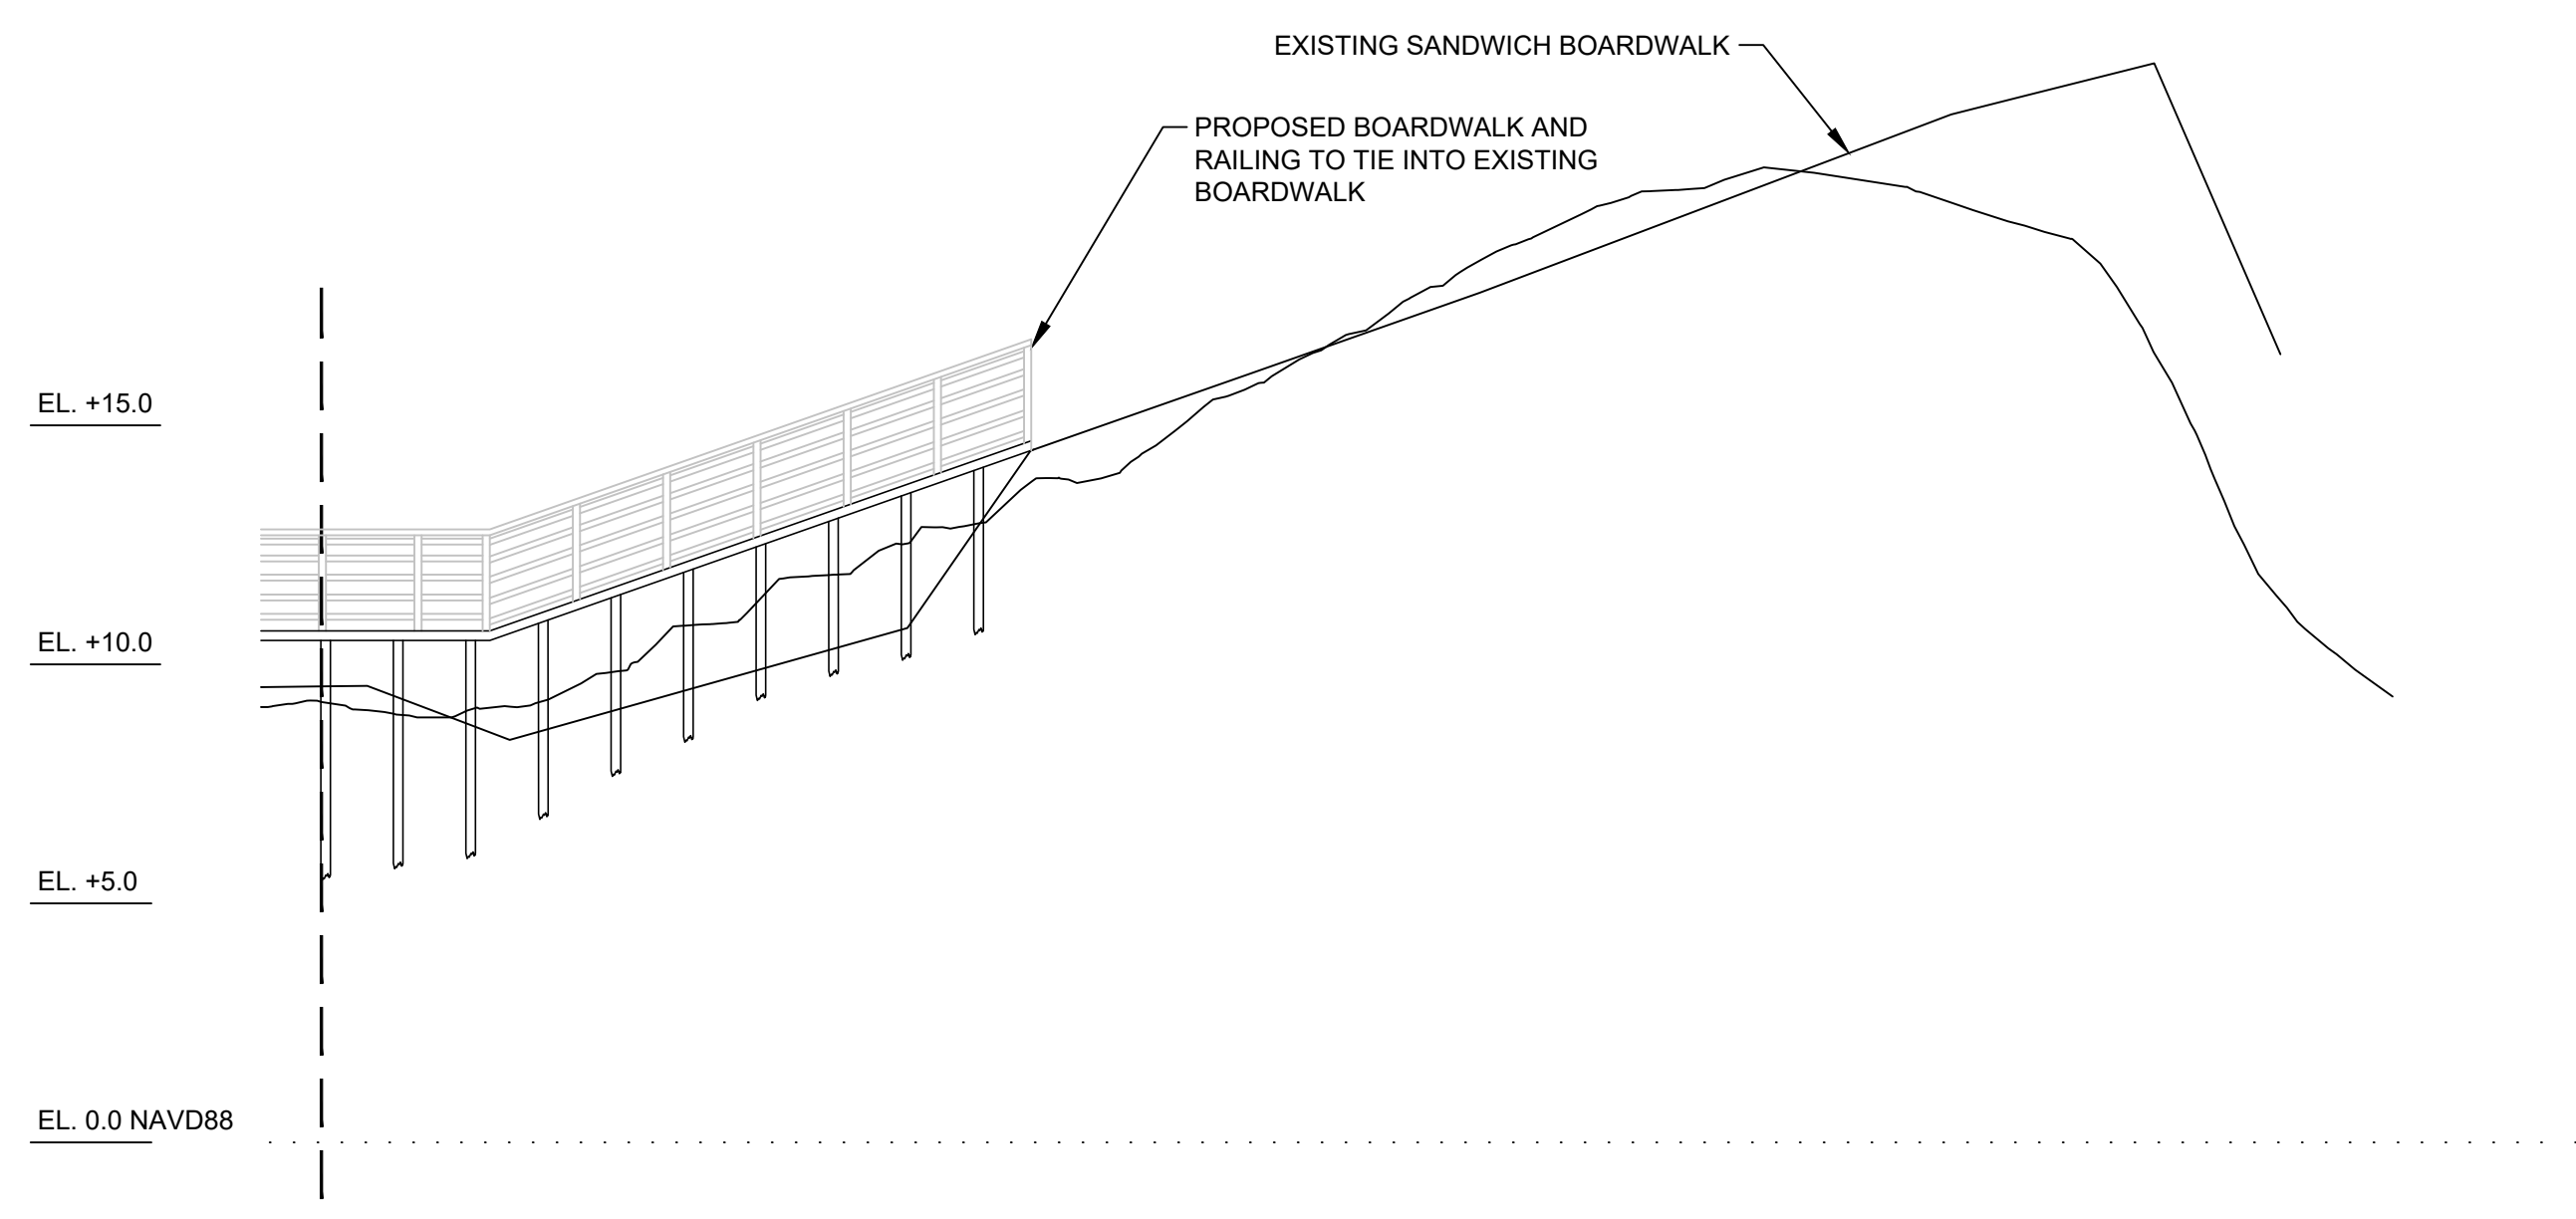 EXISTING SANDWICH BOARDWALK
PROPOSED BOARDWALK AND
RAILING TO TIE INTO EXISTING
BOARDWALK
EL. +15.0
EL. +10.0
EL. +5.0
EL. 0.0 NAVD88